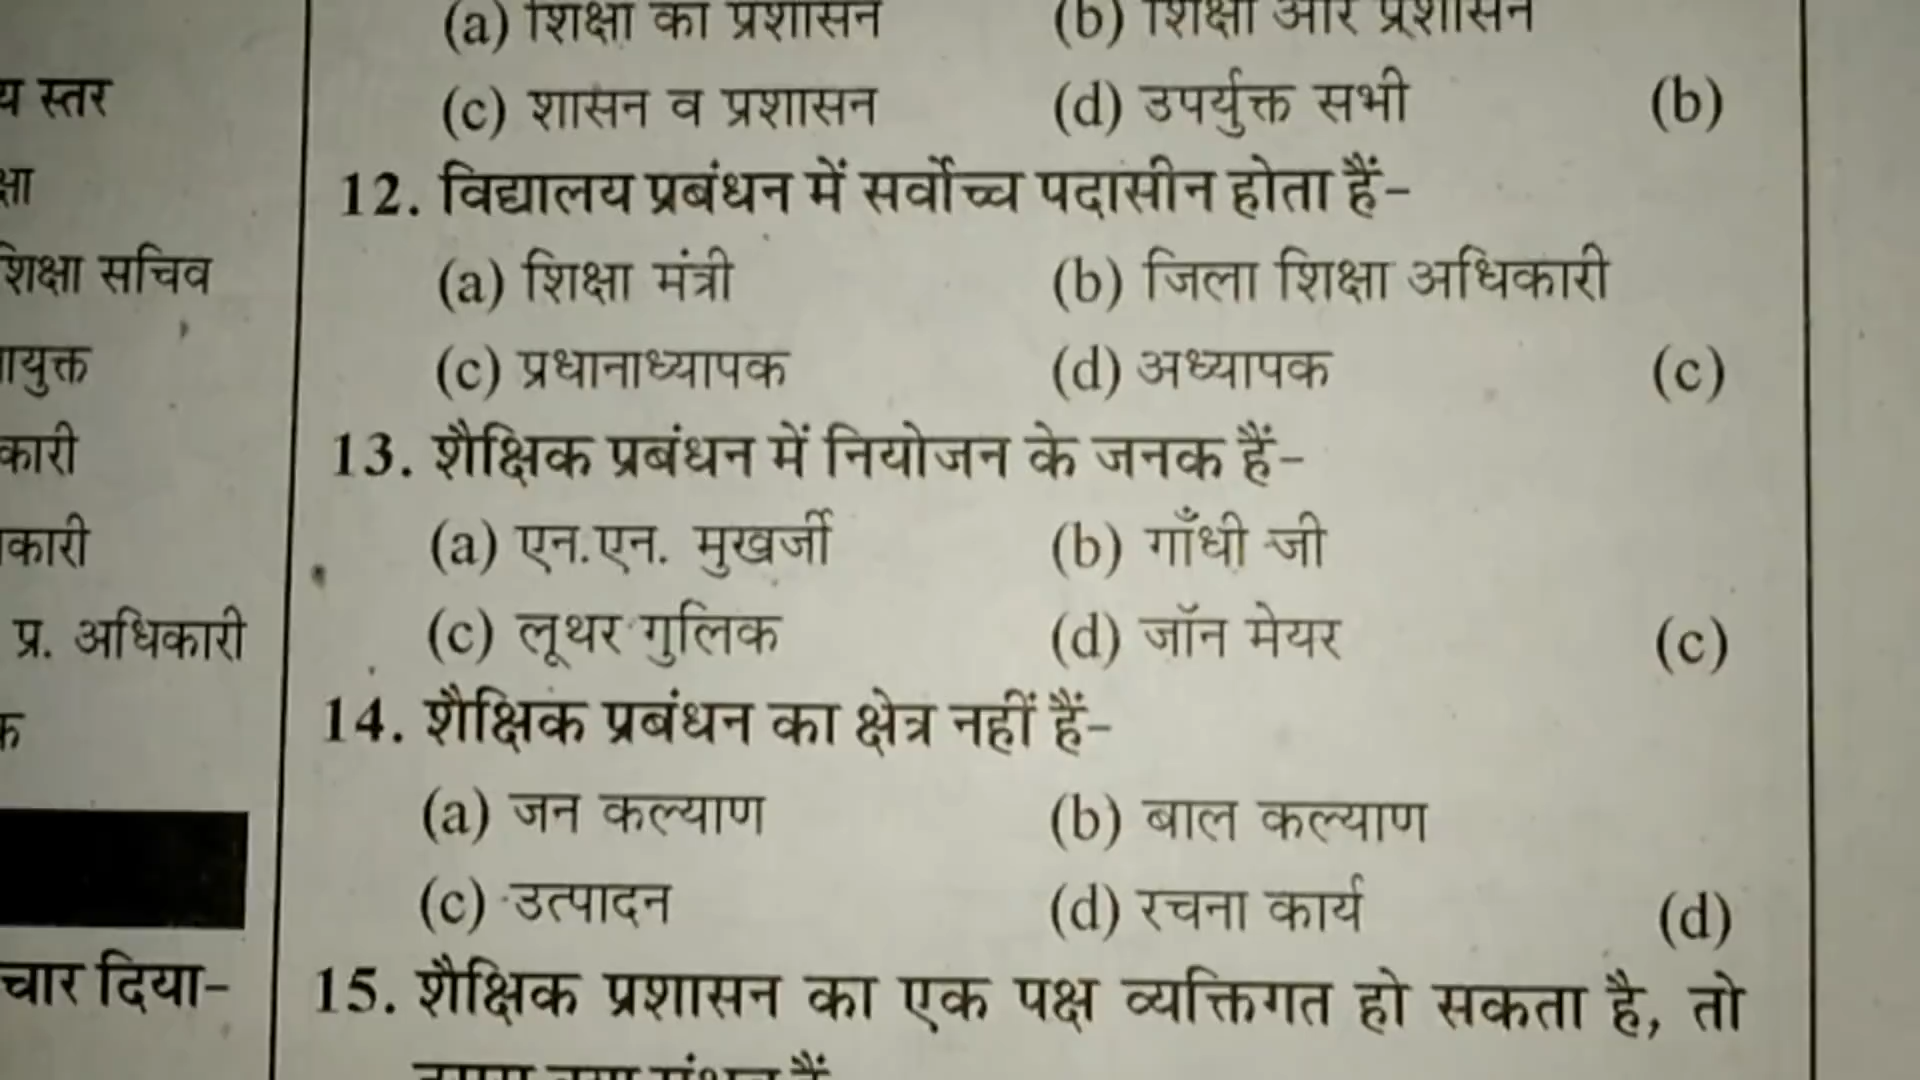 य स्तर
क्षा
शिक्षा सचिव
ायुक्त
कारी
कारी
प्र. अधिकारी
क
चार दिया-
(a) शिक्षा का प्रशासन (b) शिक्षा और प्रशासन
(c) शासन व प्रशासन (d) उपर्युक्त सभी (b)
12. विद्यालय प्रबंधन में सर्वोच्च पदासीन होता हैं-
(a) शिक्षा मंत्री (b) जिला शिक्षा अधिकारी
(c) प्रधानाध्यापक (d) अध्यापक (c)
13. शैक्षिक प्रबंधन में नियोजन के जनक हैं-
(a) एन.एन. मुखर्जी (b) गाँधी जी
(c) लूथर गुलिक (d) जॉन मेयर (c)
14. शैक्षिक प्रबंधन का क्षेत्र नहीं हैं-
(a) जन कल्याण (b) बाल कल्याण
(c) उत्पादन (d) रचना कार्य (d)
15. शैक्षिक प्रशासन का एक पक्ष व्यक्तिगत हो सकता है, तो